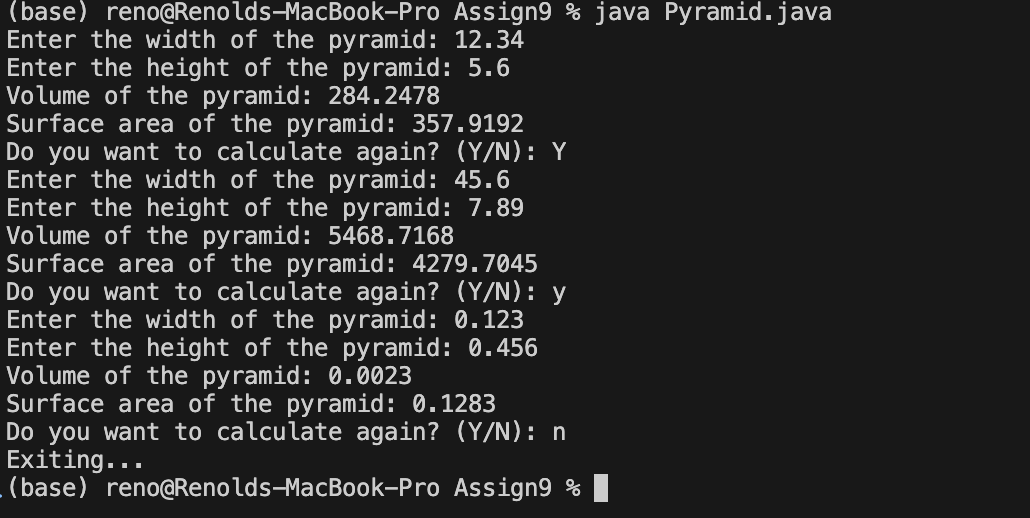 (base) reno@Renolds-MacBook-Pro Assign9 % java Pyramid.java
Enter the width of the pyramid: 12.34
Enter the height of the pyramid: 5.6
Volume of the pyramid: 284.2478
Surface area of the pyramid: 357.9192
Do you want to calculate again? (Y/N): Y
Enter the width of the pyramid: 45.6
Enter the height of the pyramid: 7.89
Volume of the pyramid: 5468.7168
Surface area of the pyramid: 4279.7045
Do you want to calculate again? (Y/N): y
Enter the width of the pyramid: 0.123
Enter the height of the pyramid: 0.456
Volume of the pyramid: 0.0023
Surface area of the pyramid: 0.1283
Do you want to calculate again? (Y/N): n
Exiting...
(base) reno@Renolds-MacBook-Pro Assign9 %